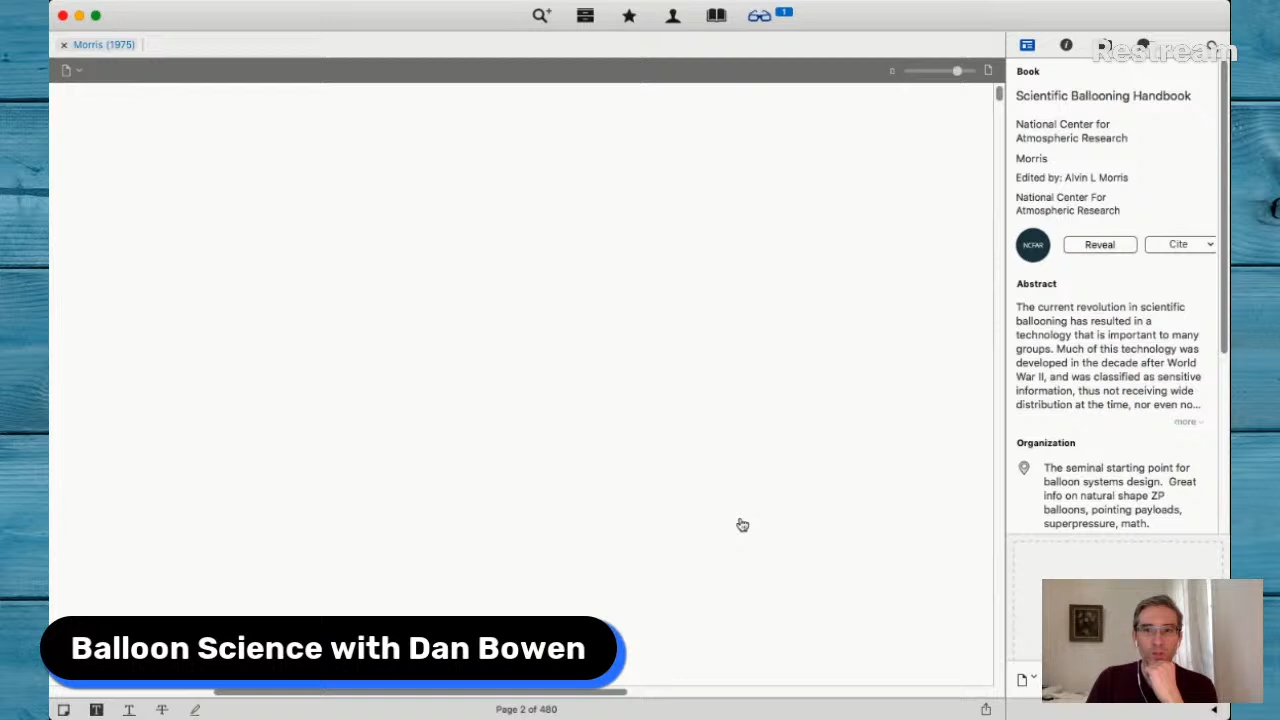 1
Morris (1975)
Restream
Book
Scientific Ballooning Handbook
National Center for
Atmospheric Research
Morris
Edited by: Alvin L Morris
National Center For
Atmospheric Research
NCFAR
Reveal
Cite
Abstract
The current revolution in scientific
ballooning has resulted in a
technology that is important to many
groups. Much of this technology was
developed in the decade after World
War II, and was classified as sensitive
information, thus not receiving wide
distribution at the time, nor even no...
more
Organization
The seminal starting point for
balloon systems design. Great
info on natural shape ZP
balloons, pointing payloads,
superpressure, math.
Balloon Science with Dan Bowen
T T T
Page 2 of 480